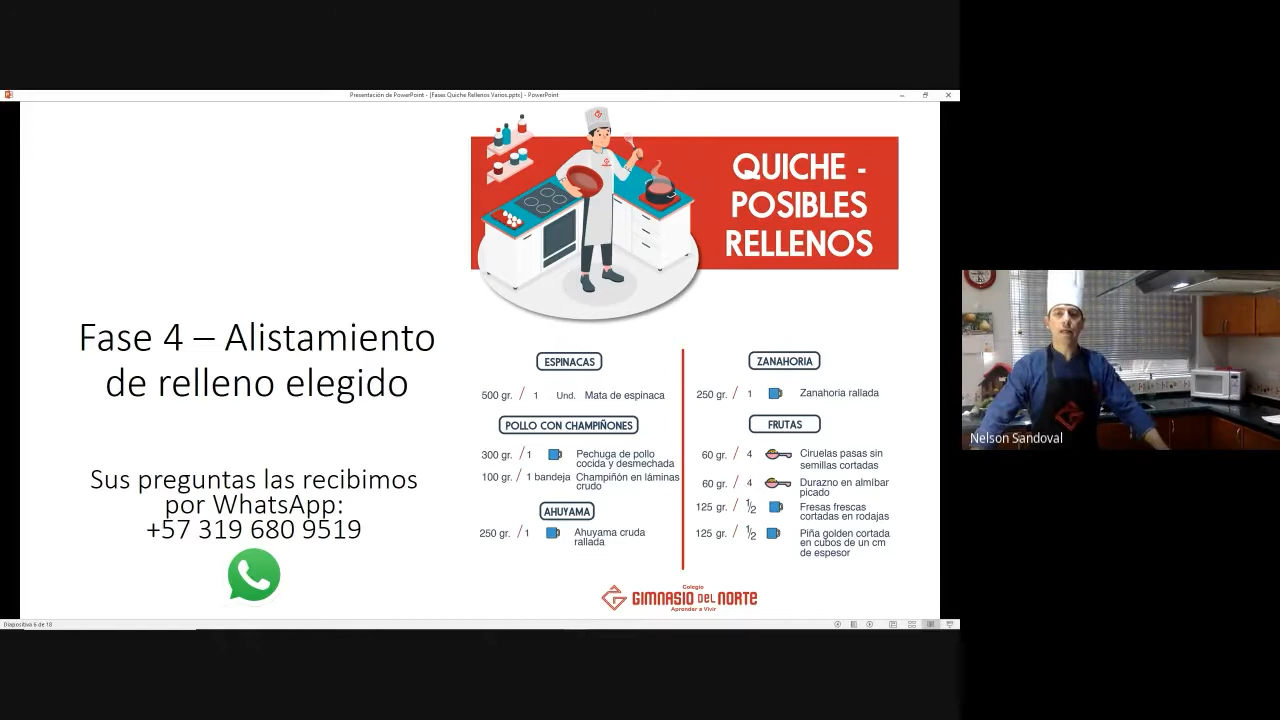 Presentación de PowerPoint - [Fases Quiche Rellenos Varios.pptx] - PowerPoint
QUICHE -
POSIBLES
RELLENOS
Fase 4 – Alistamiento
de relleno elegido
Sus preguntas las recibimos
por WhatsApp:
+57 319 680 9519
ESPINACAS
500 gr. / 1 Und. Mata de espinaca
POLLO CON CHAMPIÑONES
300 gr. / 1 Pechuga de pollo
cocida y desmechada
100 gr. / 1 bandeja Champiñón en láminas
crudo
AHUYAMA
250 gr. / 1 Ahuyama cruda
rallada
ZANAHORIA
250 gr. / 1 Zanahoria rallada
FRUTAS
60 gr. / 4 Ciruelas pasas sin
semillas cortadas
60 gr. / 4 Durazno en almíbar
picado
125 gr. / 1/2 Fresas frescas
cortadas en rodajas
125 gr. / 1/2 Piña golden cortada
en cubos de un cm
de espesor
Colegio
GIMNASIO DEL NORTE
Aprender a Vivir
Diapositiva 6 de 18
Nelson Sandoval